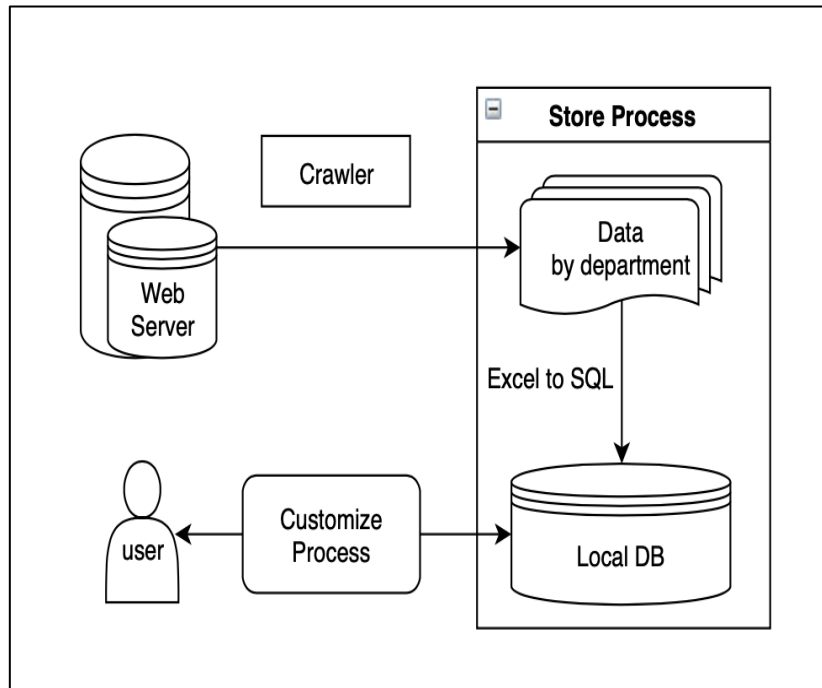 Store Process
Crawler
Data
by department
Web
Server
Excel to SQL
user
Customize
Process
Local DB